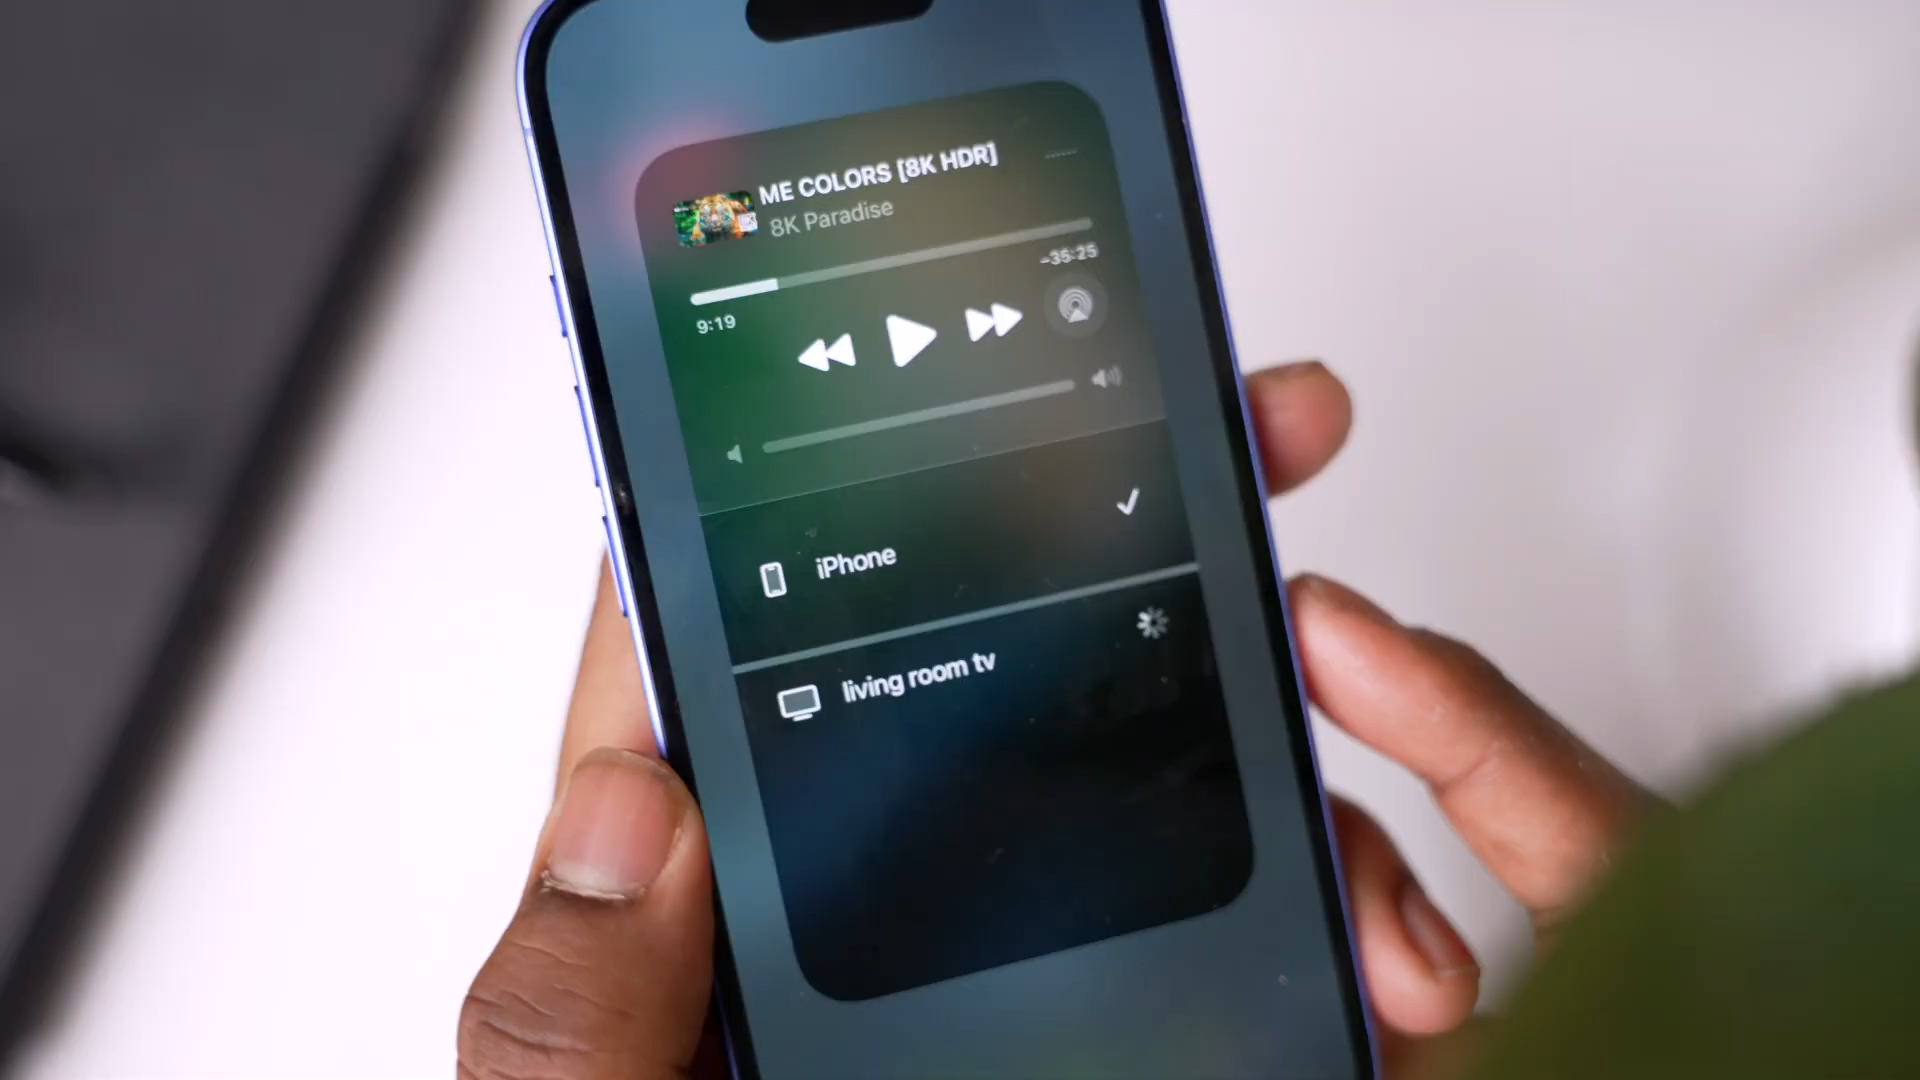 ME COLORS [8K HDR]
8K Paradise
9:19
-35:25
iPhone
living room tv